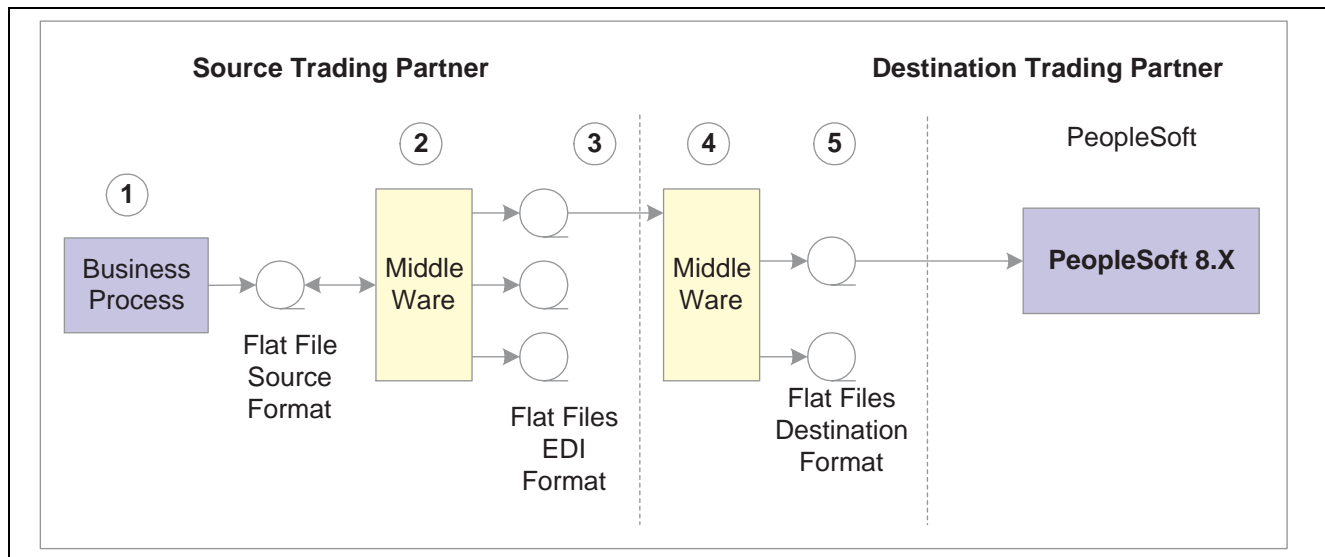 Source Trading Partner
Destination Trading Partner
PeopleSoft
1
2
3
4
5
Business
Process
Flat File
Source
Format
Middle
Ware
Flat Files
EDI
Format
Middle
Ware
Flat Files
Destination
Format
PeopleSoft 8.X